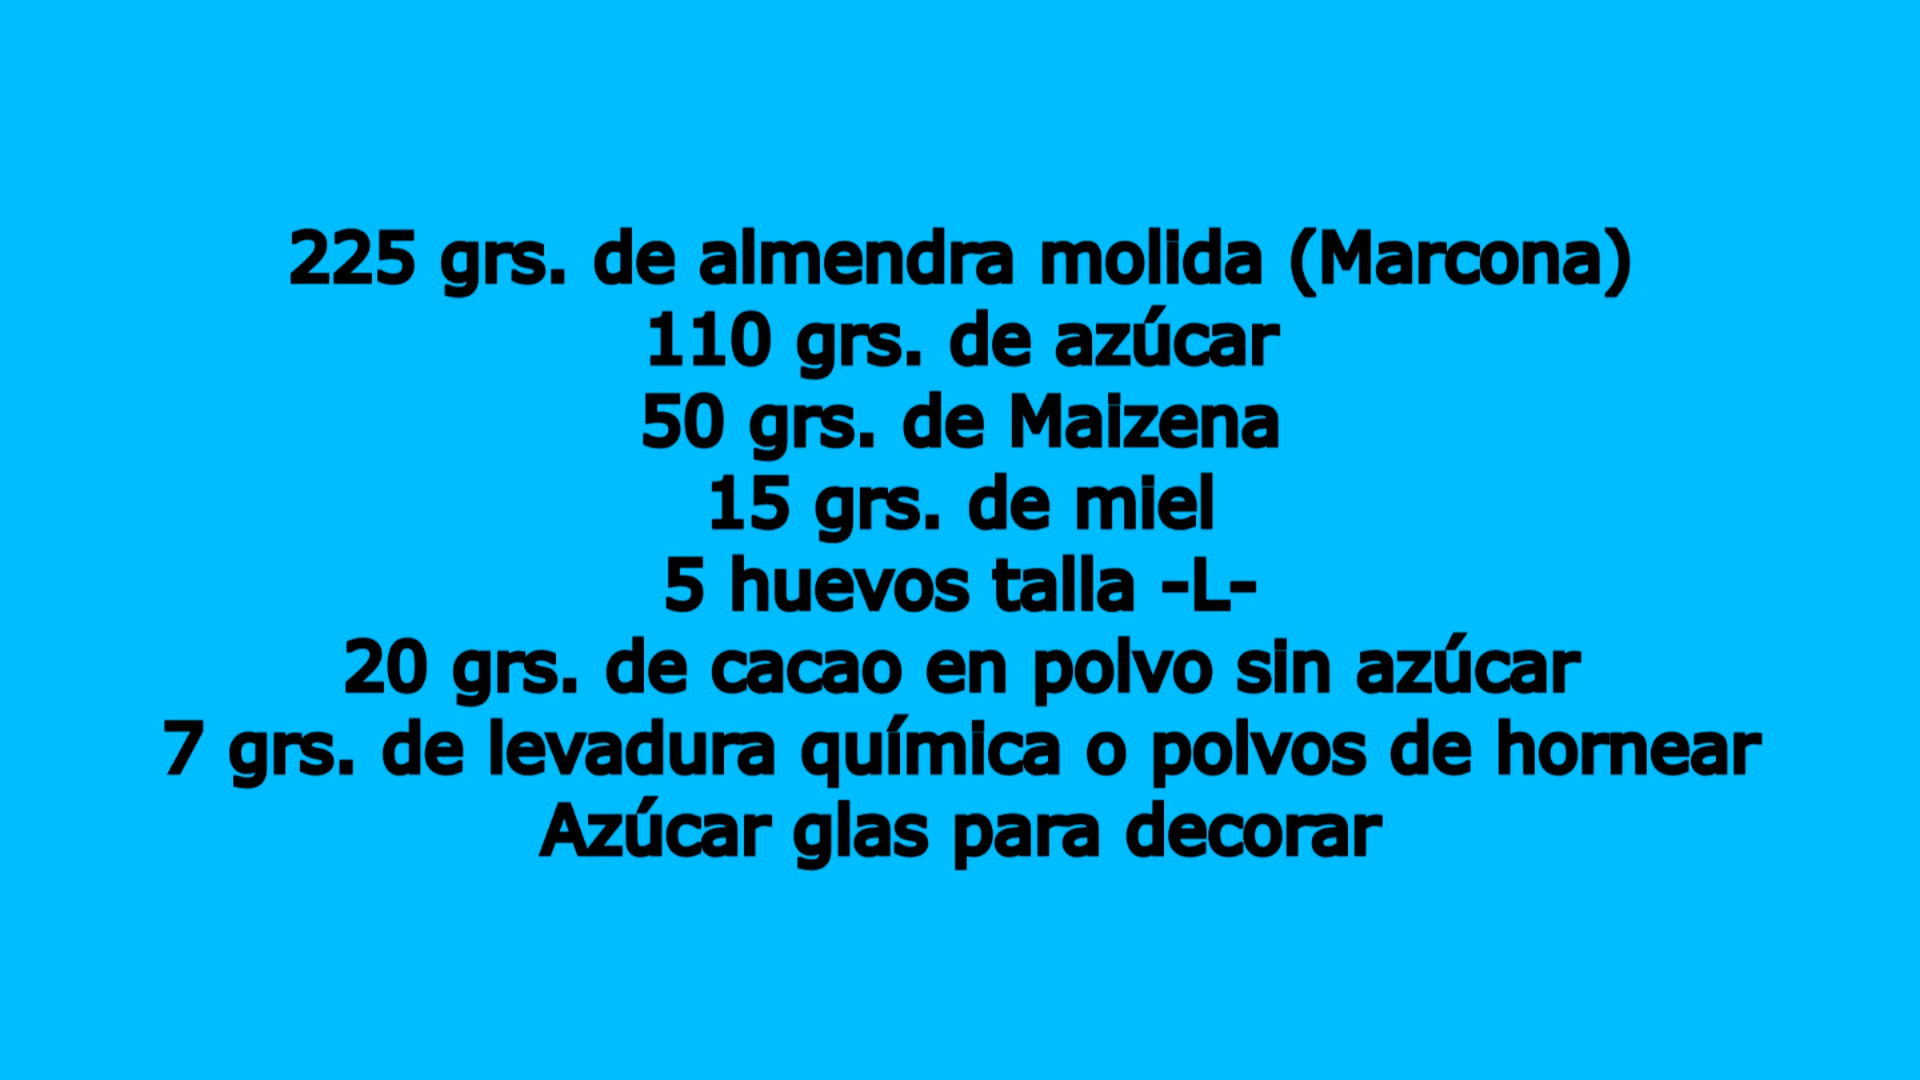 225 grs. de almendra molida (Marcona)
110 grs. de azúcar
50 grs. de Maizena
15 grs. de miel
5 huevos talla -L-
20 grs. de cacao en polvo sin azúcar
7 grs. de levadura química o polvos de hornear
Azúcar glas para decorar